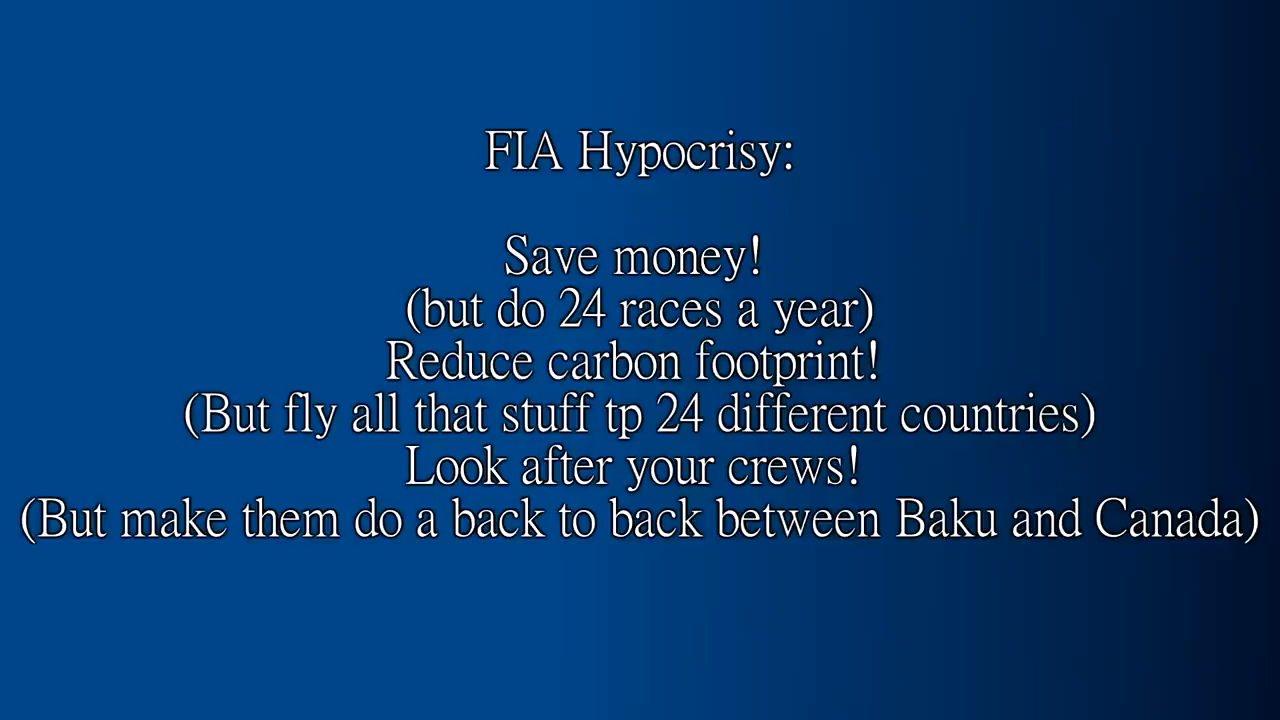 FIA Hypocrisy:
Save money!
(but do 24 races a year)
Reduce carbon footprint!
(But fly all that stuff tp 24 different countries)
Look after your crews!
(But make them do a back to back between Baku and Canada)